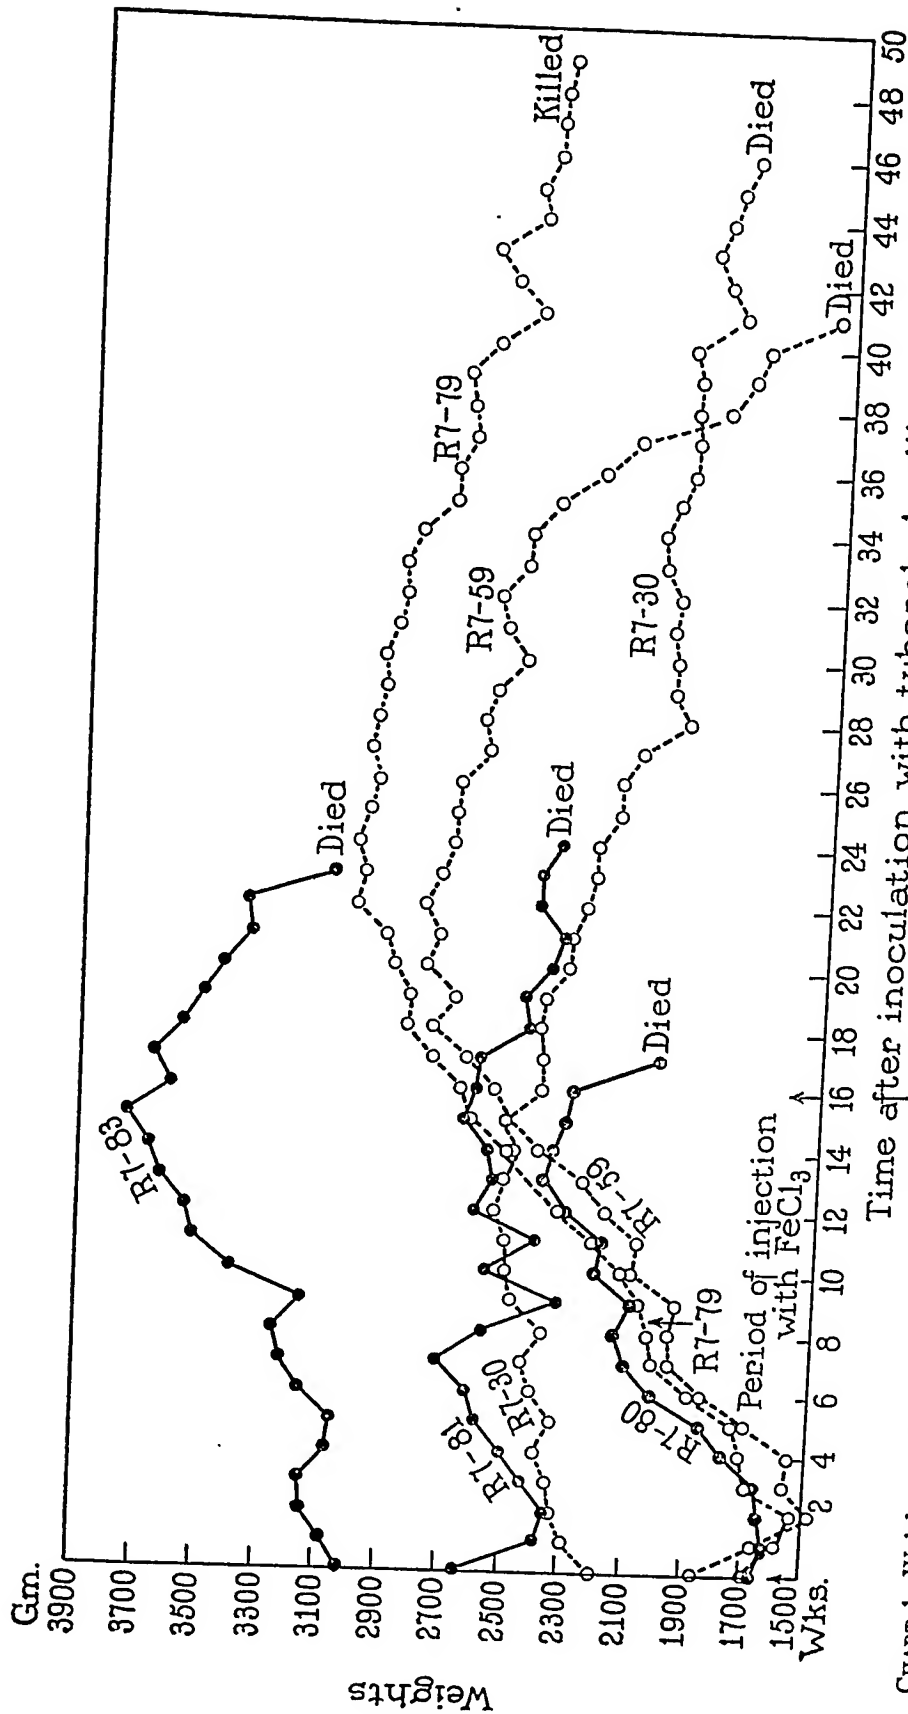 Gm.
3900
3700
3500
3300
3100
2900
2700
2500
2300
2100
1900
1700
1500
Wks.
Weights
R7-83
Died
R7-79
Killed
R7-59
Died
R7-30
Died
R7-81
R7-30
Died
R7-80
R7-79
R7-59
Died
Period of injection
with FeCl3
2 4 6 8 10 12 14 16 18 20 22 24 26 28 30 32 34 36 38 40 42 44 46 48 50
Time after inoculation with
CHART 1.